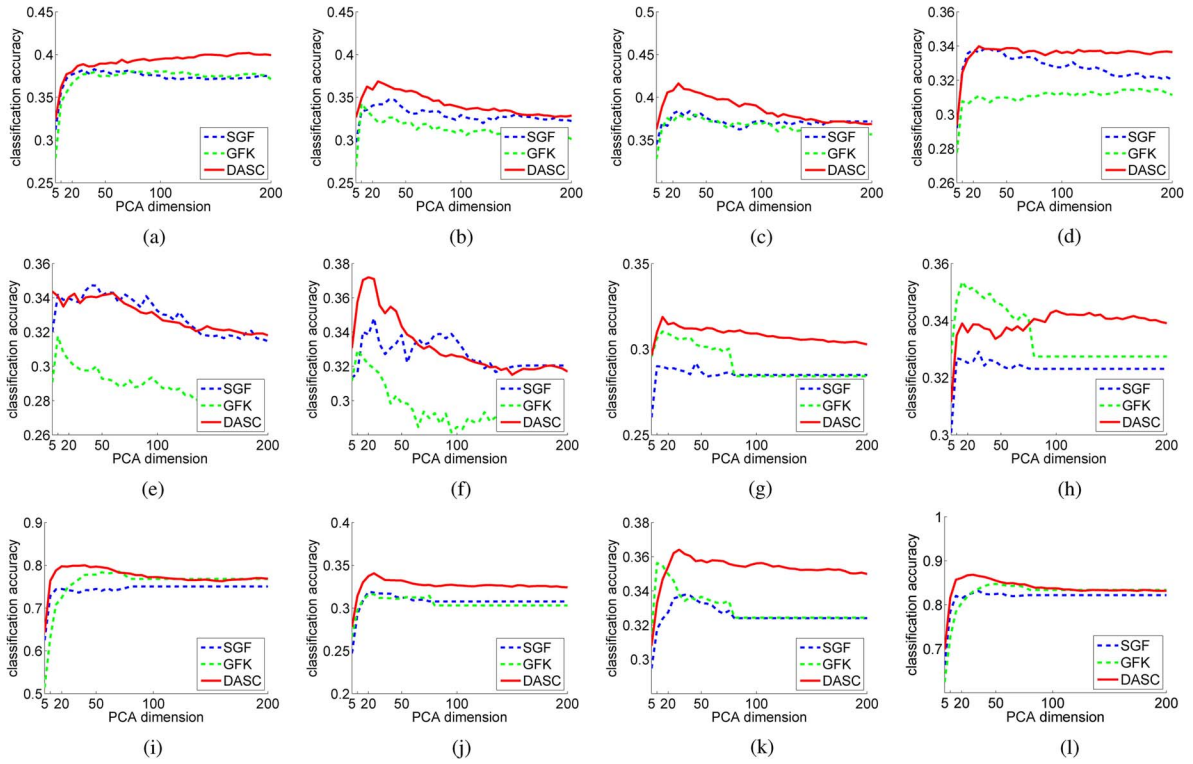 0.45
0.4
0.35
0.3
0.25
classification accuracy
SGF
GFK
DASC
5 20 50 100 200
PCA dimension
(a)
0.45
0.4
0.35
0.3
0.25
classification accuracy
SGF
GFK
DASC
5 20 50 100 200
PCA dimension
(b)
0.5
0.45
0.4
0.35
0.3
classification accuracy
SGF
GFK
DASC
5 20 50 100 200
PCA dimension
(c)
0.36
0.34
0.32
0.3
0.28
0.26
classification accuracy
SGF
GFK
DASC
5 20 50 100 200
PCA dimension
(d)
0.36
0.34
0.32
0.3
0.28
0.26
classification accuracy
SGF
GFK
DASC
5 20 50 100 200
PCA dimension
(e)
0.38
0.36
0.34
0.32
0.3
classification accuracy
SGF
GFK
DASC
5 20 50 100 200
PCA dimension
(f)
0.35
0.3
0.25
classification accuracy
SGF
GFK
DASC
5 20 50 100 200
PCA dimension
(g)
0.36
0.34
0.32
0.3
classification accuracy
SGF
GFK
DASC
5 20 50 100 200
PCA dimension
(h)
0.9
0.8
0.7
0.6
0.5
classification accuracy
SGF
GFK
DASC
5 20 50 100 200
PCA dimension
(i)
0.4
0.3
0.2
classification accuracy
SGF
GFK
DASC
5 20 50 100 200
PCA dimension
(j)
0.38
0.36
0.34
0.32
0.3
classification accuracy
SGF
GFK
DASC
5 20 50 100 200
PCA dimension
(k)
1
0.9
0.8
0.7
classification accuracy
SGF
GFK
DASC
5 20 50 100 200
PCA dimension
(l)